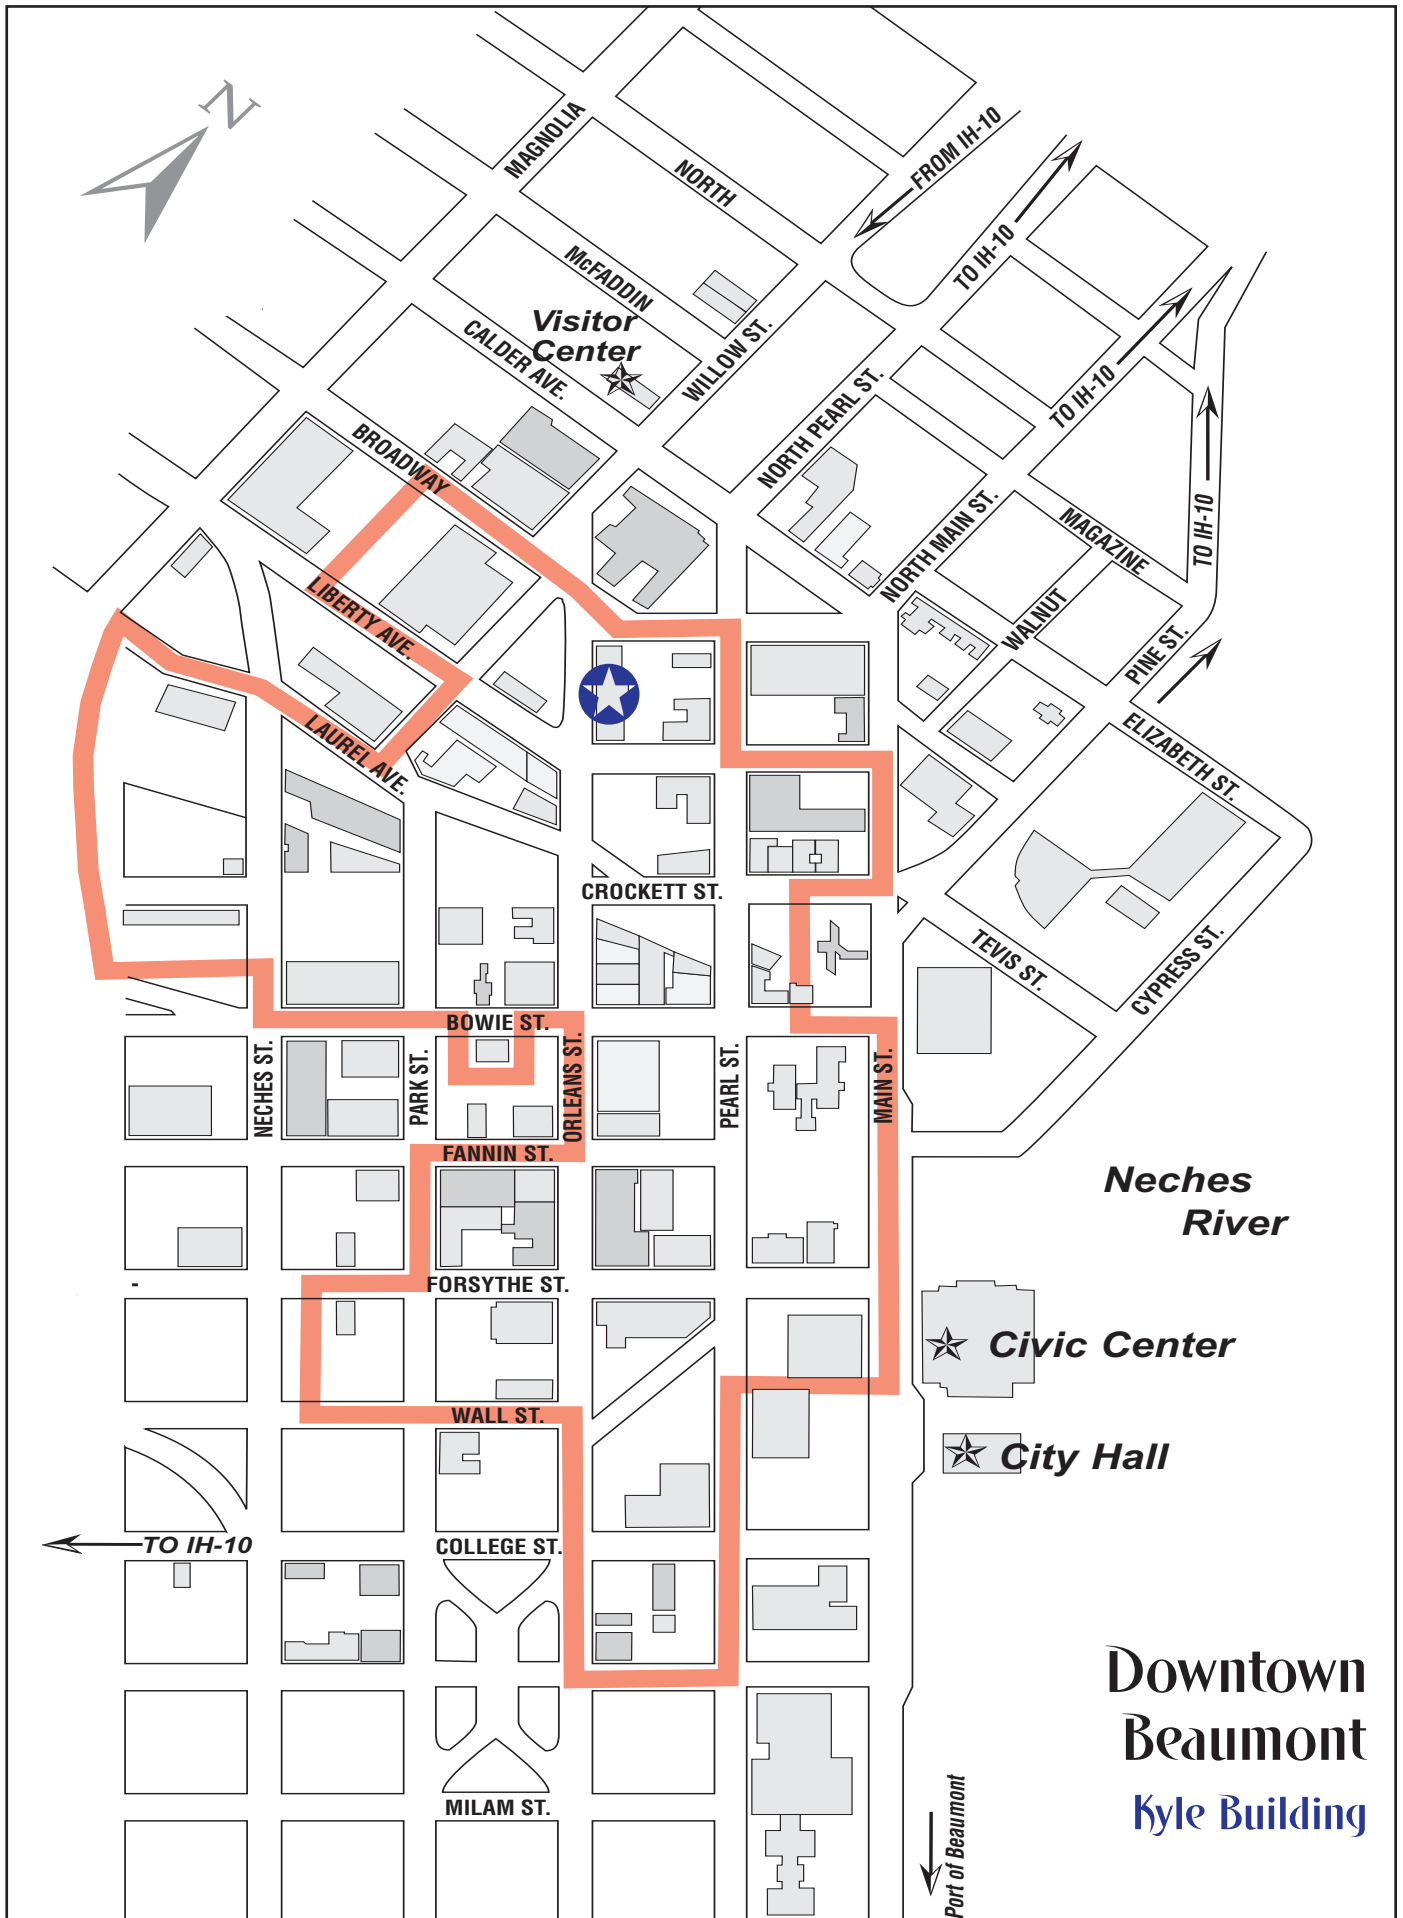 N
MAGNOLIA
NORTH
FROM IH-10
McFADDIN
TO IH-10
Visitor
Center
CALDER AVE.
WILLOW ST.
TO IH-10
NORTH PEARL ST.
BROADWAY
NORTH MAIN ST.
MAGAZINE
TO IH-10
LIBERTY AVE.
WALNUT
PINE ST.
LAUREL AVE.
ELIZABETH ST.
CROCKETT ST.
TEVIS ST.
CYPRESS ST.
BOWIE ST.
NECHES ST.
PARK ST.
ORLEANS ST.
PEARL ST.
MAIN ST.
FANNIN ST.
Neches
River
FORSYTHE ST.
Civic Center
WALL ST.
City Hall
TO IH-10
COLLEGE ST.
Downtown
Beaumont
Kyle Building
MILAM ST.
Port of Beaumont